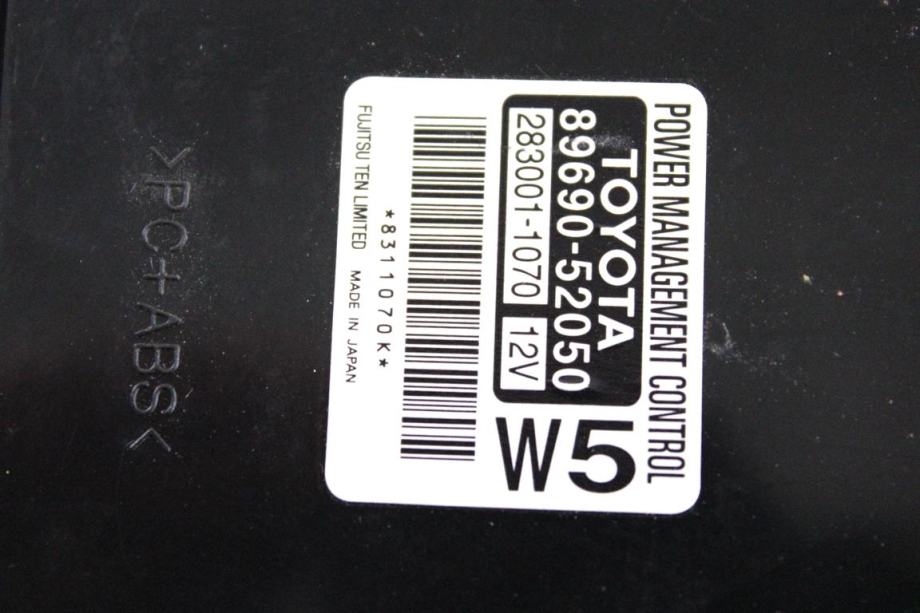 POWER MANAGEMENT CONTROL
TOYOTA
89690-52050
283001-1070 12V
W5
*8311070K*
FUJITSU TEN LIMITED MADE IN JAPAN
>PC+ABS<